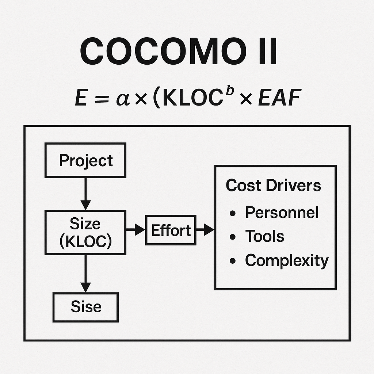 COCOMO II
E = α × (KLOCᵇ × EAF
Project
Size
(KLOC)
Effort
Sise
Cost Drivers
• Personnel
• Tools
• Complexity